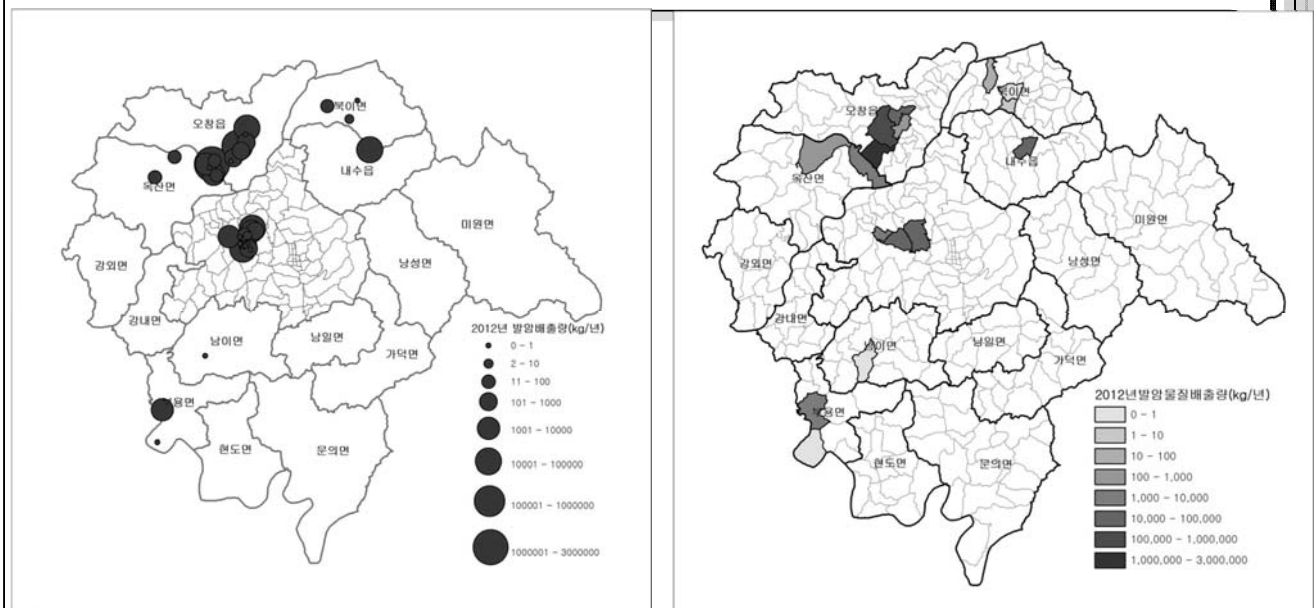 북이면
오창읍
내수읍
옥산면
미원면
강외면
낭성면
강내면
남이면
남일면
가덕면
현도면
문의면
2012년 발암배출량(kg/년)
0 - 1
2 - 10
11 - 100
101 - 1000
1001 - 10000
10001 - 100000
100001 - 1000000
1000001 - 3000000
북이면
오창읍
내수읍
옥산면
미원면
강외면
낭성면
강내면
남이면
남일면
가덕면
현도면
문의면
2012년발암물질배출량(kg/년)
0 - 1
1 - 10
10 - 100
100 - 1,000
1,000 - 10,000
10,000 - 100,000
100,000 - 1,000,000
1,000,000 - 3,000,000